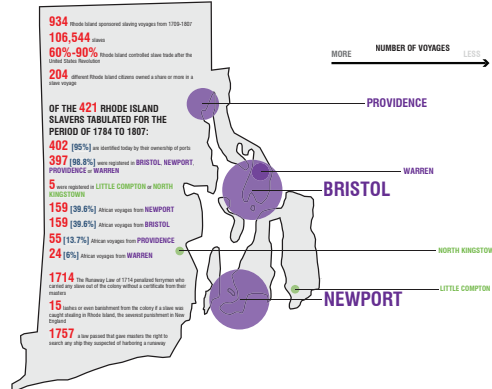 934 Rhode Island sponsored slaving voyages from 1709-1807
106,544 slaves
60%-90% Rhode Island controlled slave trade after the
United States Revolution
204 different Rhode Island citizens owned a share or more in a
slave voyage
OF THE 421 RHODE ISLAND
SLAVERS TABULATED FOR THE
PERIOD OF 1784 TO 1807:
402 [95%] are identified today by their ownership of ports
397 [98.8%] were registered in BRISTOL, NEWPORT,
PROVIDENCE or WARREN
5 were registered in LITTLE COMPTON or NORTH
KINGSTOWN
159 [39.6%] African voyages from NEWPORT
159 [39.6%] African voyages from BRISTOL
55 [13.7%] African voyages from PROVIDENCE
24 [6%] African voyages from WARREN
1714 The Runaway Law of 1714 penalized ferrymen who
carried any slave out of the colony without a certificate from their
masters
15 lashes or even banishment from the colony if a slave was
caught stealing in Rhode Island, the severest punishment in New
England
1757 a law passed that gave masters the right to
search any ship they suspected of harboring a runaway
NUMBER OF VOYAGES
MORE LESS
PROVIDENCE
WARREN
BRISTOL
NORTH KINGSTOW
LITTLE COMPTON
NEWPORT